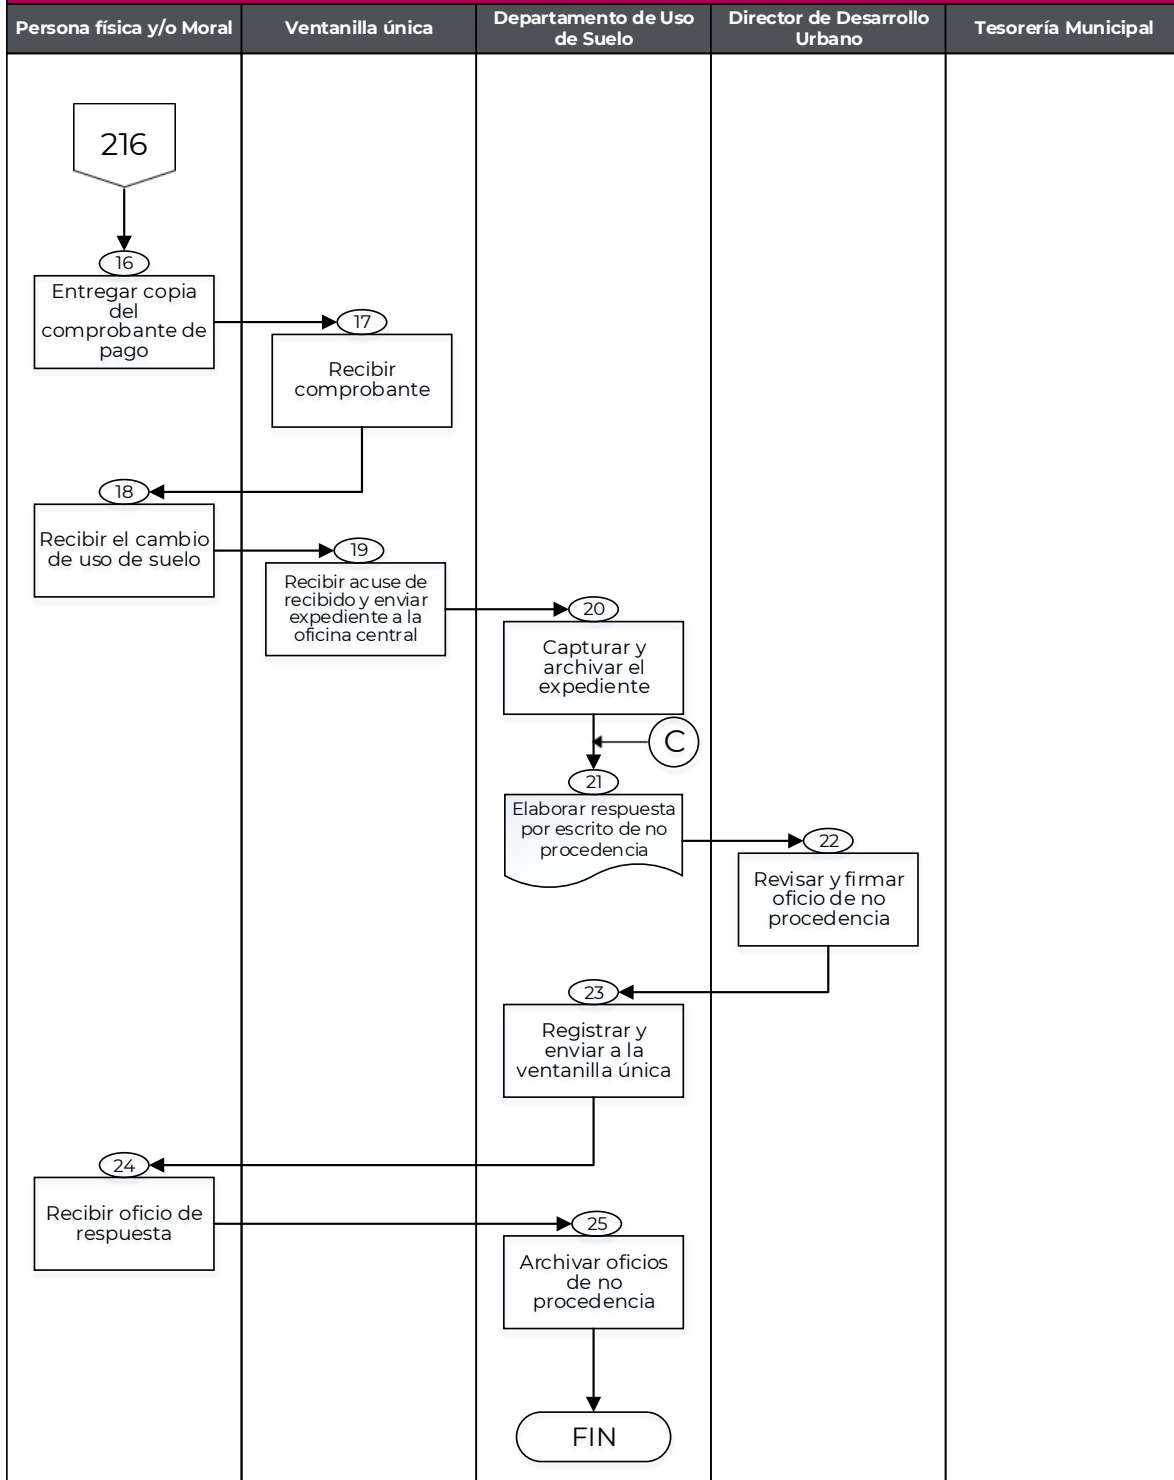 Persona física y/o Moral
Ventanilla única
Departamento de Uso
de Suelo
Director de Desarrollo
Urbano
Tesorería Municipal
216
16
Entregar copia
del
comprobante de
pago
17
Recibir
comprobante
18
Recibir el cambio
de uso de suelo
19
Recibir acuse de
recibido y enviar
expediente a la
oficina central
20
Capturar y
archivar el
expediente
C
21
Elaborar respuesta
por escrito de no
procedencia
22
Revisar y firmar
oficio de no
procedencia
23
Registrar y
enviar a la
ventanilla única
24
Recibir oficio de
respuesta
25
Archivar oficios
de no
procedencia
FIN